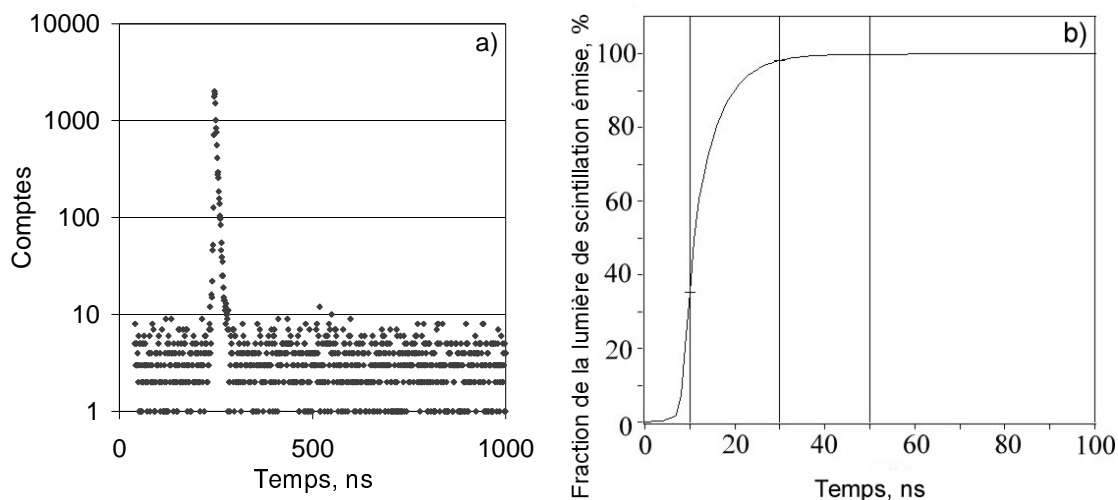 a)
10000
1000
100
10
1
Comptes
0 500 1000
Temps, ns
b)
100
80
60
40
20
0
Fraction de la lumière de scintillation émise, %
0 20 40 60 80 100
Temps, ns